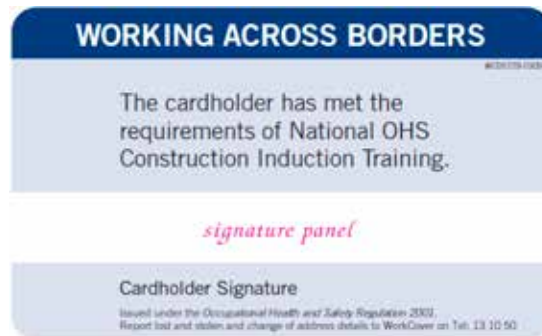 WORKING ACROSS BORDERS
The cardholder has met the
requirements of National OHS
Construction Induction Training.
signature panel
Cardholder Signature
Issued under the Occupational Health and Safety Regulation 2001.
Report lost and stolen and change of address details to WorkCover on Tel: 13 10 50